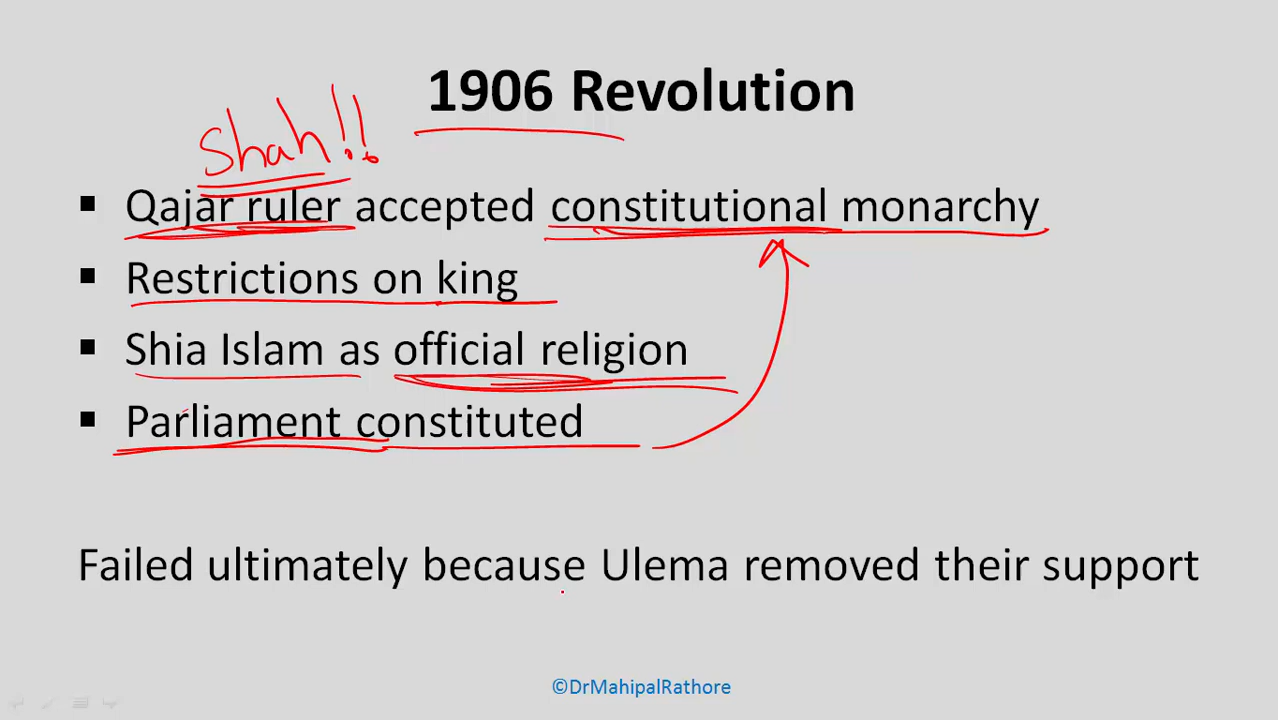 1906 Revolution
Shah!!
▪ Qajar ruler accepted constitutional monarchy
▪ Restrictions on king
▪ Shia Islam as official religion
▪ Parliament constituted
Failed ultimately because Ulema removed their support
©DrMahipalRathore